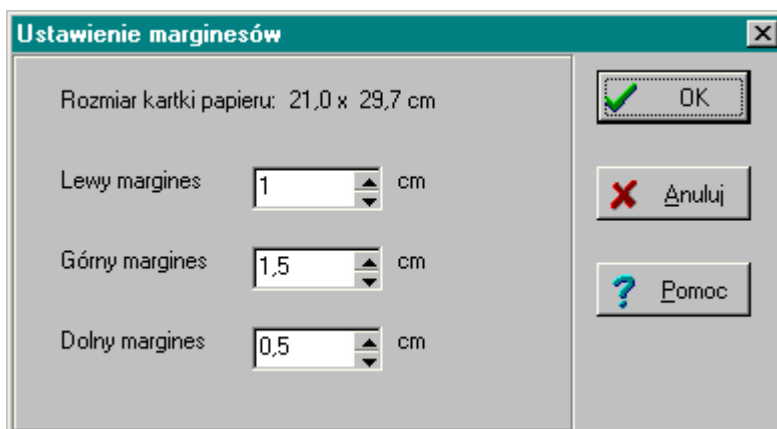 Ustawienie marginesów
Rozmiar kartki papieru: 21,0 x 29,7 cm
OK
Lewy margines 1 cm
Anuluj
Górny margines 1,5 cm
Pomoc
Dolny margines 0,5 cm